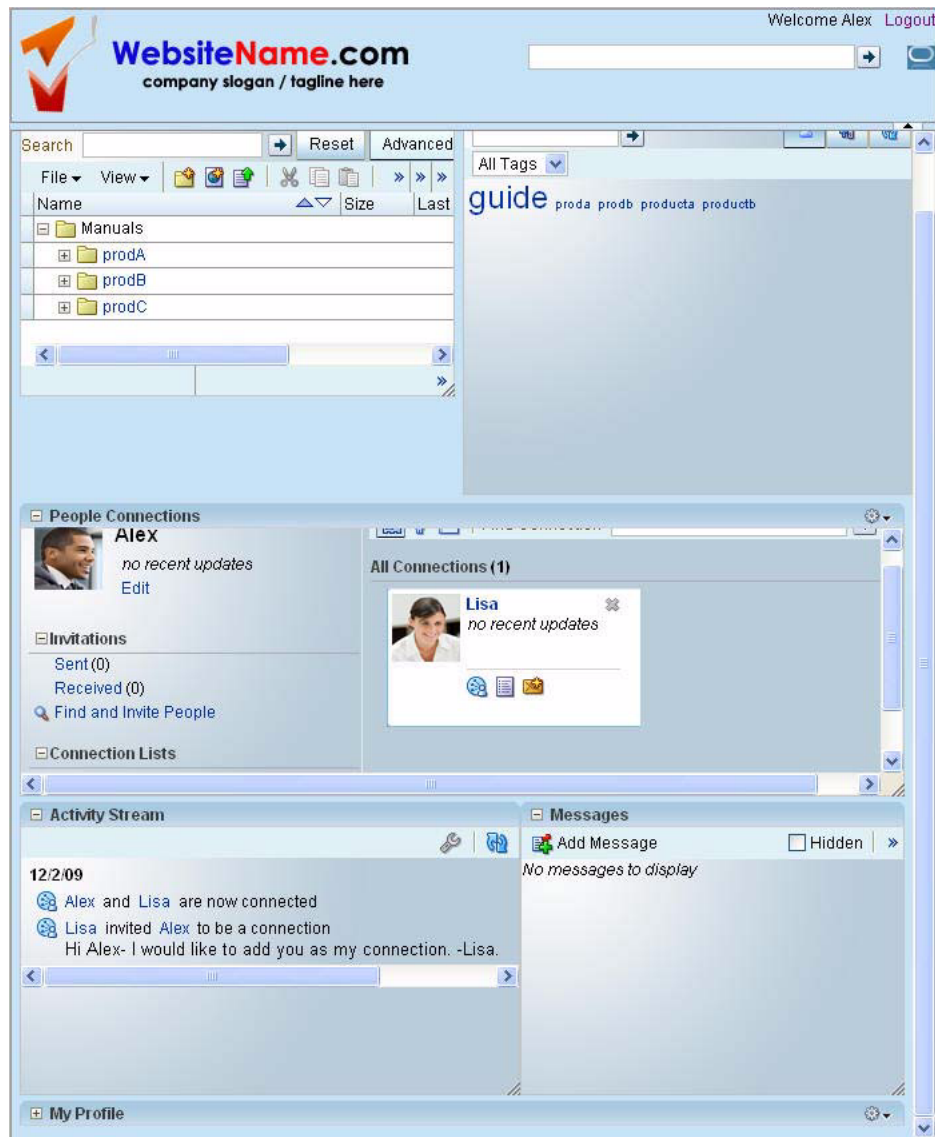 Welcome Alex Logout
WebsiteName.com
company slogan / tagline here
Search Reset Advanced
File View
Name Size Last
Manuals
prodA
prodB
prodC
All Tags
guide proda prodb producta productb
People Connections
Alex
no recent updates
Edit
Invitations
Sent (0)
Received (0)
Find and Invite People
Connection Lists
Find Connection
All Connections (1)
Lisa
no recent updates
Activity Stream
12/2/09
Alex and Lisa are now connected
Lisa invited Alex to be a connection
Hi Alex- I would like to add you as my connection. -Lisa.
Messages
Add Message Hidden
No messages to display
My Profile